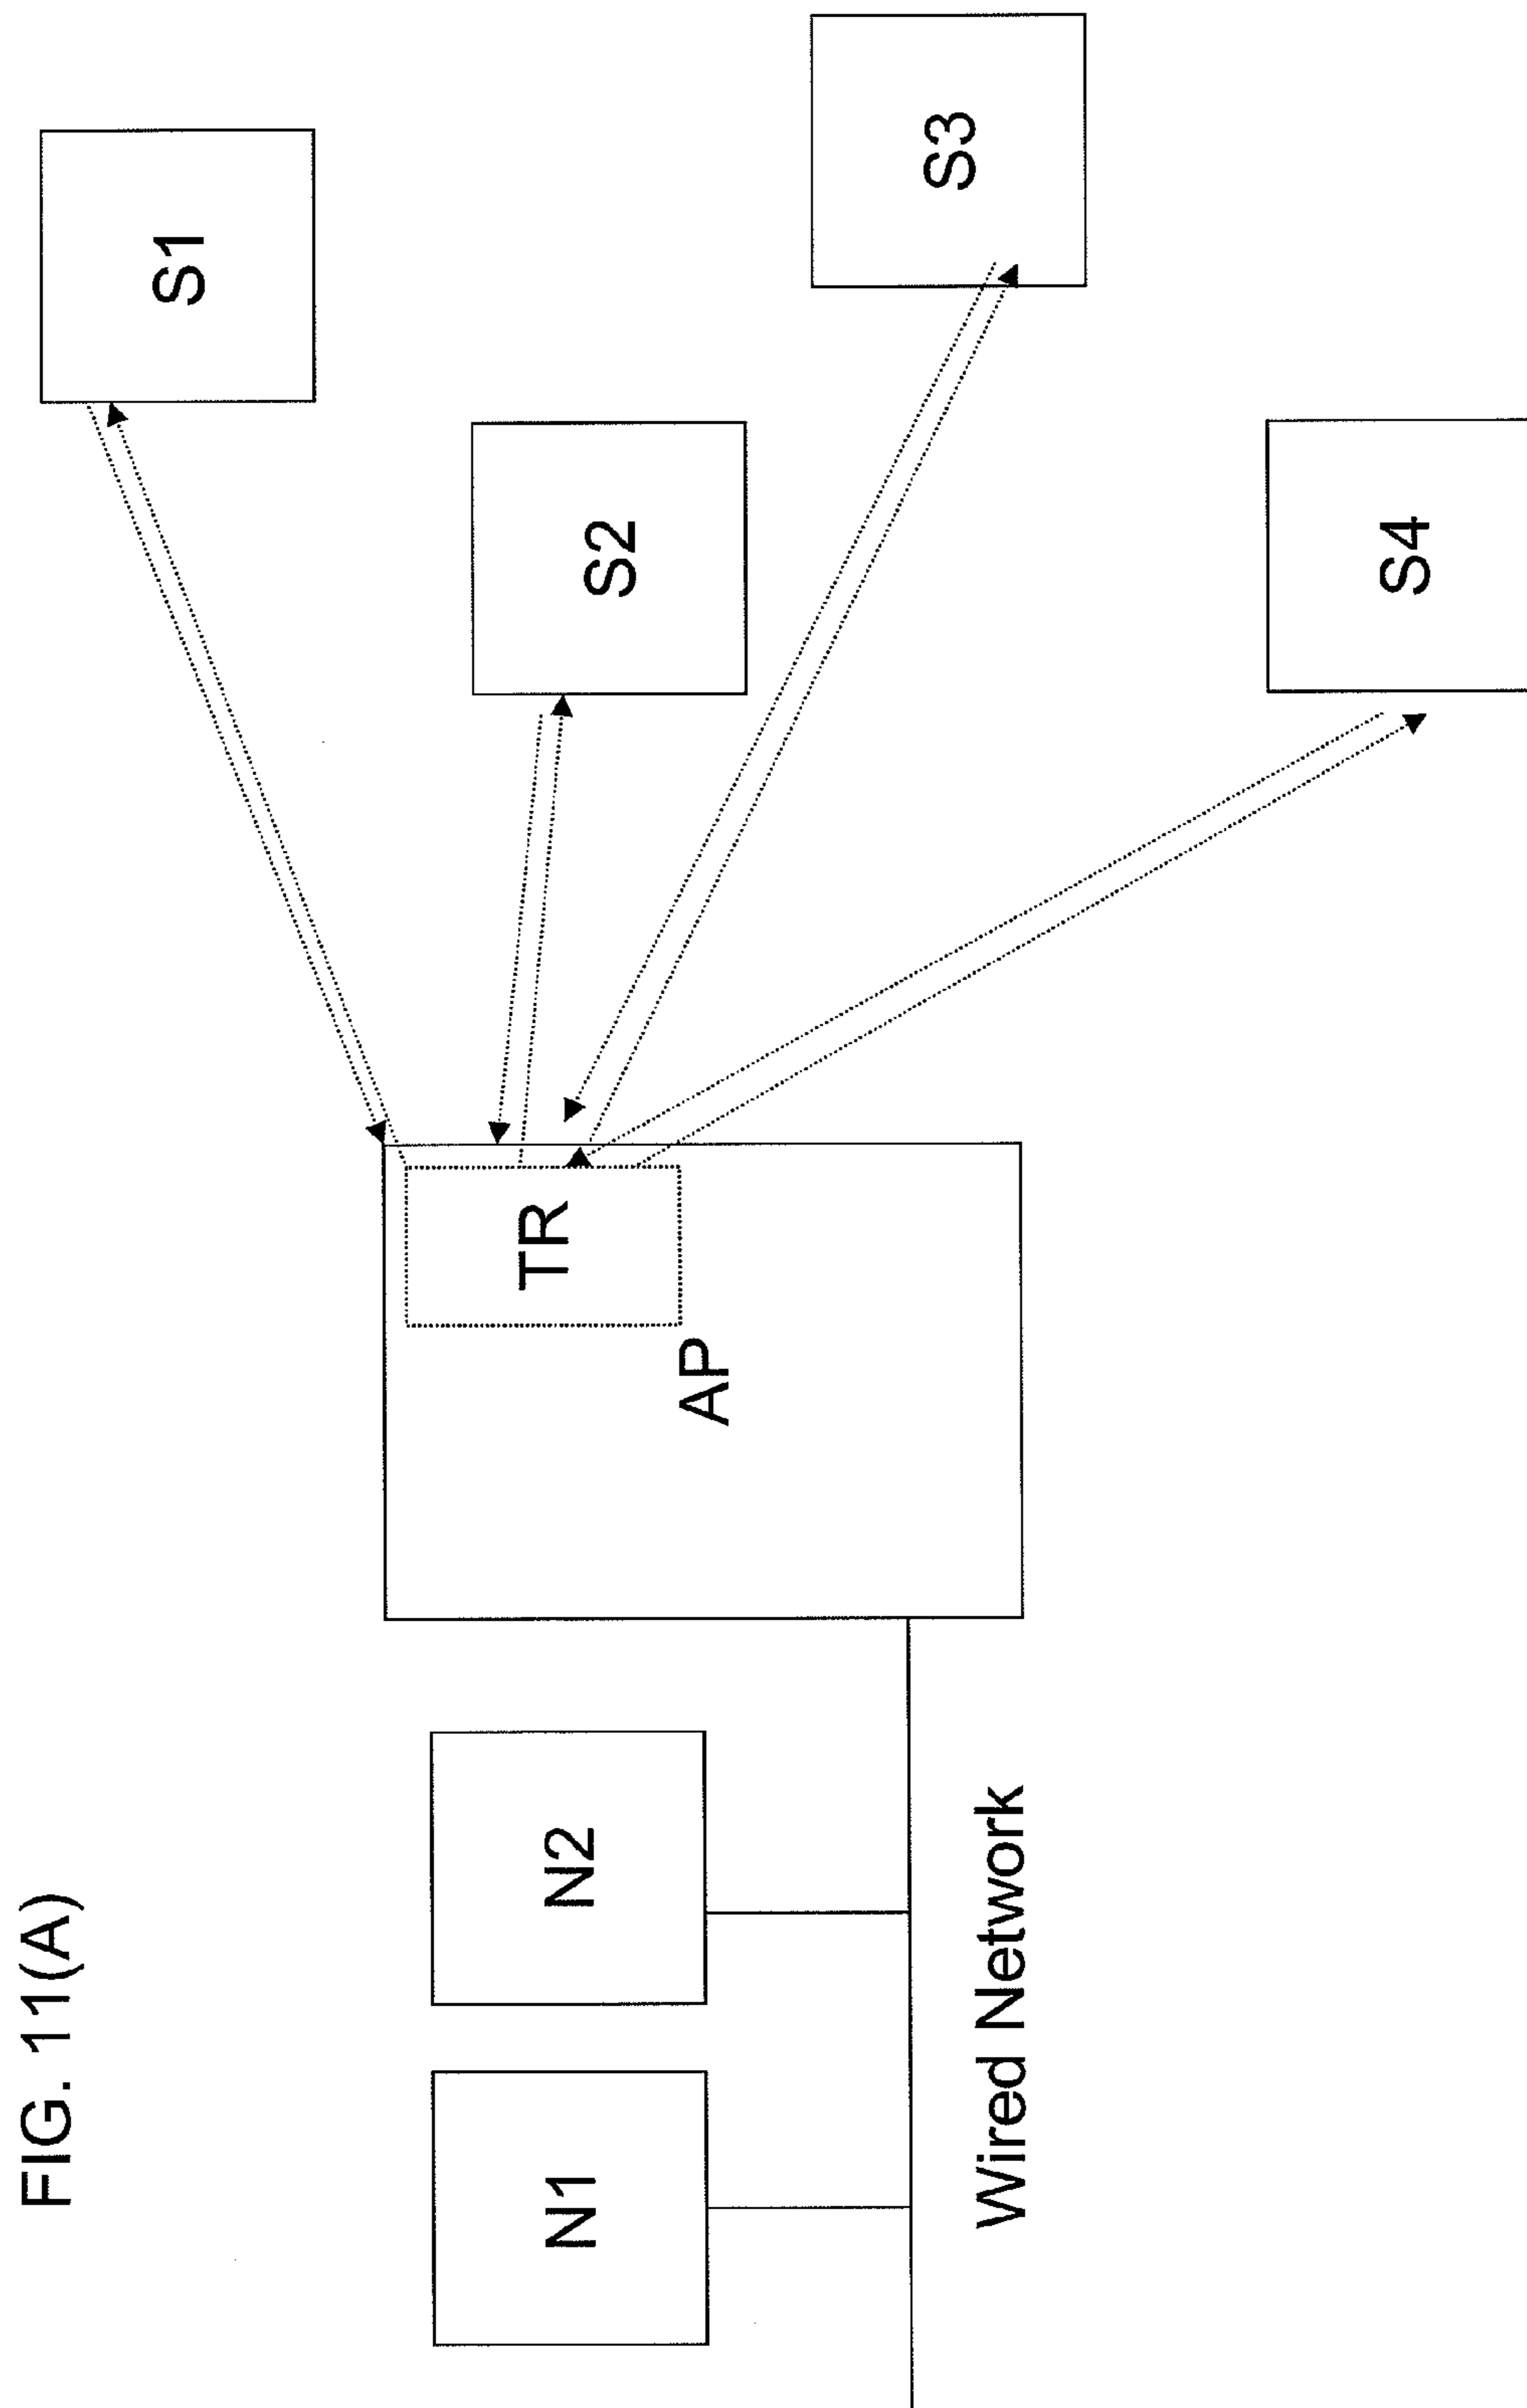 FIG. 11(A)
N1
N2
Wired Network
AP
TR
S1
S2
S3
S4